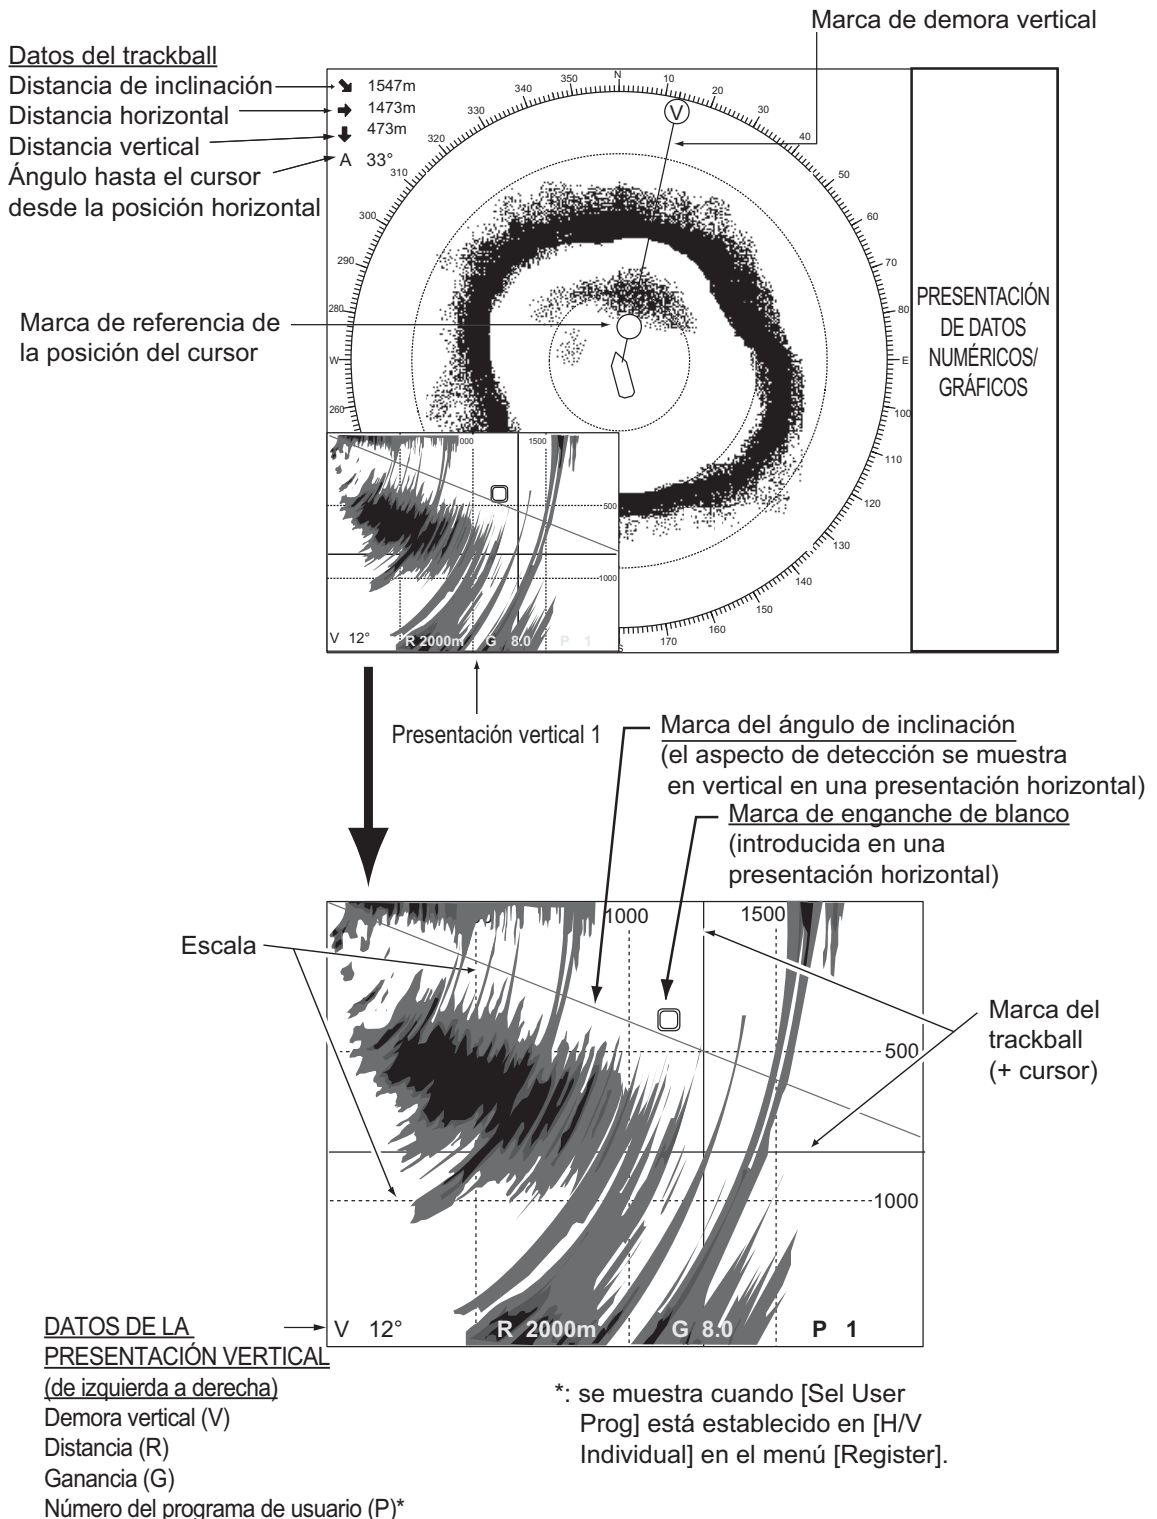 Marca de demora vertical
Datos del trackball
Distancia de inclinación
Distancia horizontal
Distancia vertical
Ángulo hasta el cursor
desde la posición horizontal
1547m
1473m
473m
A 33°
N
10
20
30
40
50
60
70
80
E
100
110
120
130
140
150
160
170
S
260
W
280
290
300
310
320
330
340
350
V
Marca de referencia de
la posición del cursor
PRESENTACIÓN
DE DATOS
NUMÉRICOS/
GRÁFICOS
1500
500
1000
V 12° R 2000m G 8.0 P 1
Presentación vertical 1
Marca del ángulo de inclinación
(el aspecto de detección se muestra
en vertical en una presentación horizontal)
Marca de enganche de blanco
(introducida en una
presentación horizontal)
Escala
1000
1500
500
1000
Marca del
trackball
(+ cursor)
V 12° R 2000m G 8.0 P 1
DATOS DE LA
PRESENTACIÓN VERTICAL
(de izquierda a derecha)
Demora vertical (V)
Distancia (R)
Ganancia (G)
Número del programa de usuario (P)*
*: se muestra cuando [Sel User
Prog] está establecido en [H/V
Individual] en el menú [Register].